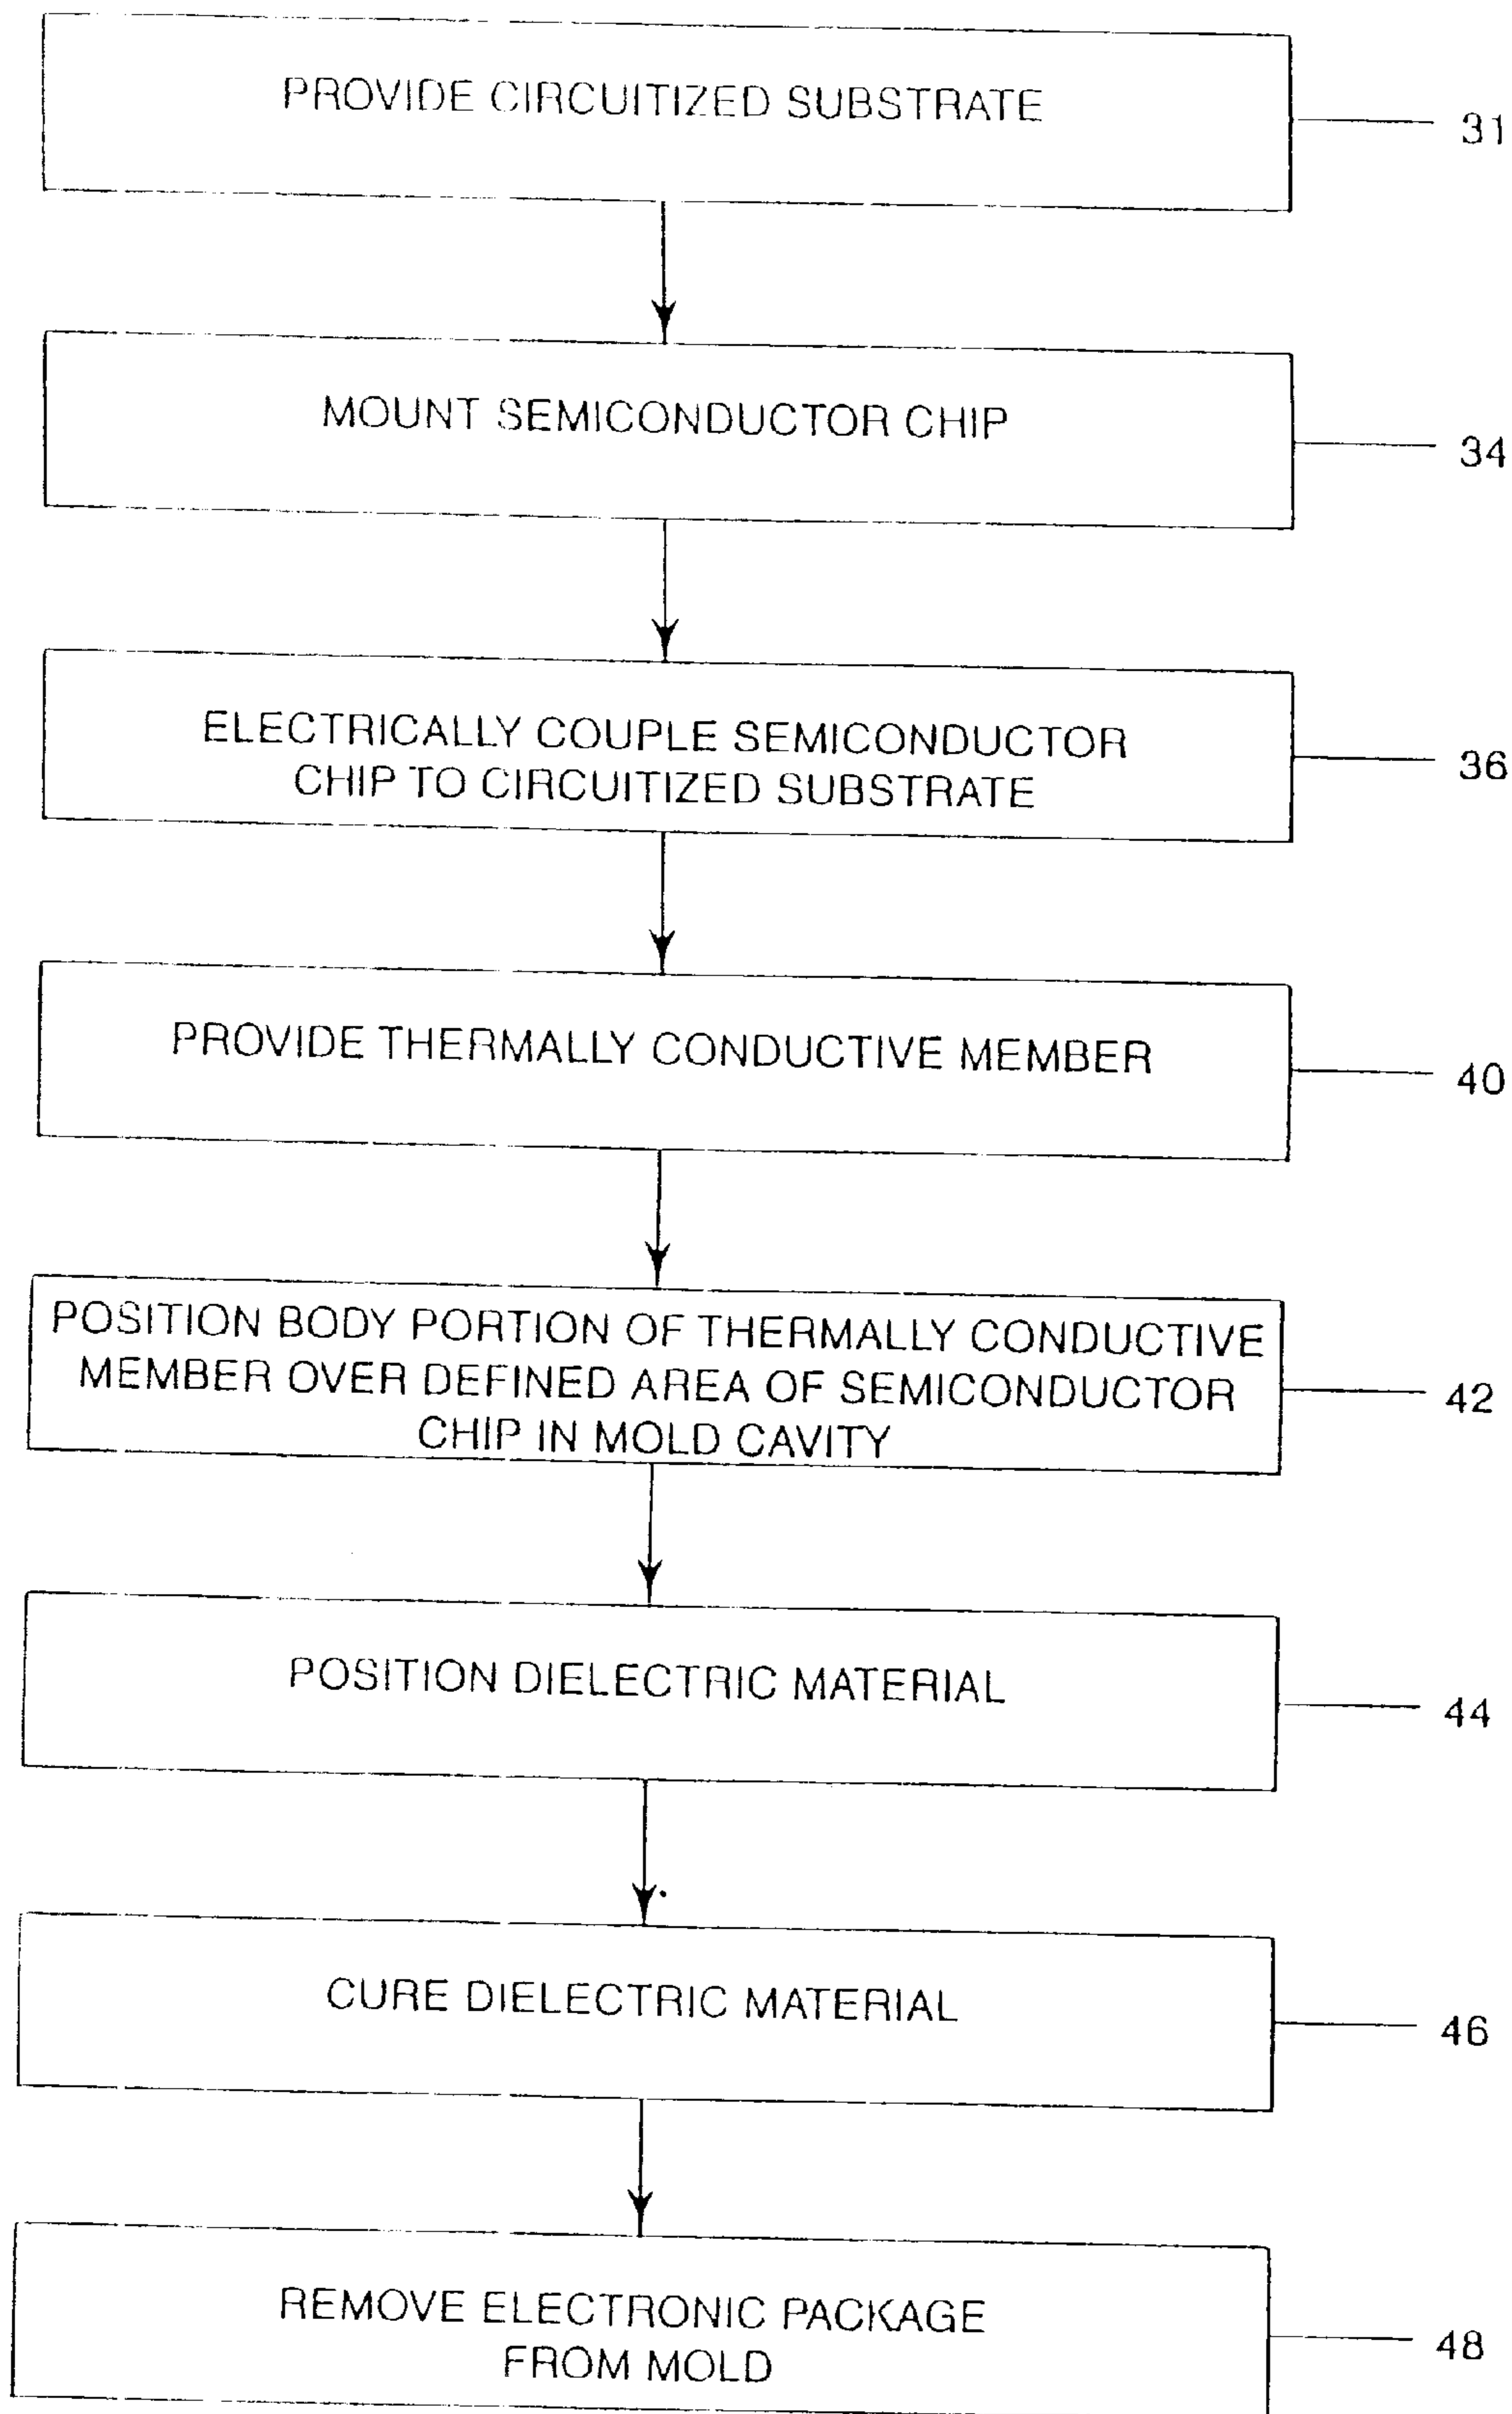 PROVIDE CIRCUITIZED SUBSTRATE
31
MOUNT SEMICONDUCTOR CHIP
34
ELECTRICALLY COUPLE SEMICONDUCTOR
CHIP TO CIRCUITIZED SUBSTRATE
36
PROVIDE THERMALLY CONDUCTIVE MEMBER
40
POSITION BODY PORTION OF THERMALLY CONDUCTIVE
MEMBER OVER DEFINED AREA OF SEMICONDUCTOR
CHIP IN MOLD CAVITY
42
POSITION DIELECTRIC MATERIAL
44
CURE DIELECTRIC MATERIAL
46
REMOVE ELECTRONIC PACKAGE
FROM MOLD
48